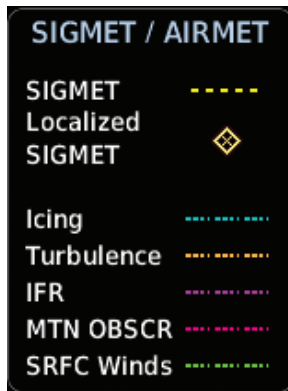 SIGMET / AIRMET
SIGMET
Localized
SIGMET
Icing
Turbulence
IFR
MTN OBSCR
SRFC Winds